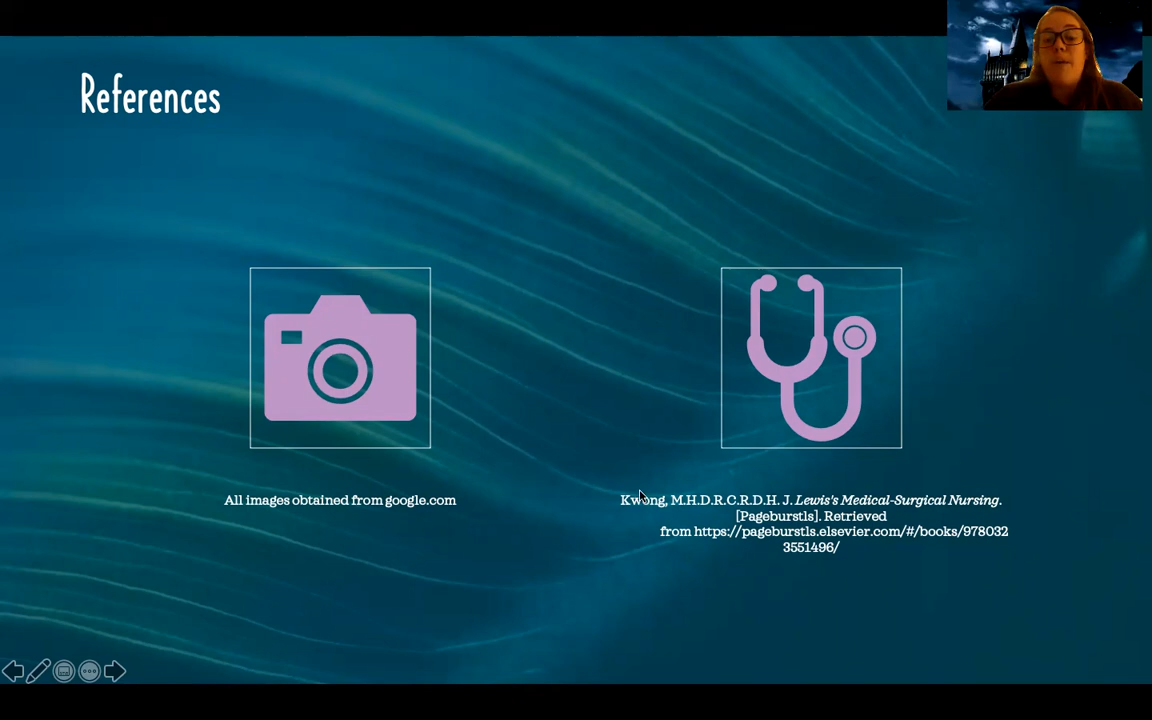 References
All images obtained from google.com
Kwong, M.H.D.R.C.R.D.H. J. Lewis's Medical-Surgical Nursing.
[Pageburstls]. Retrieved
from https://pageburstls.elsevier.com/#/books/978032
3551496/